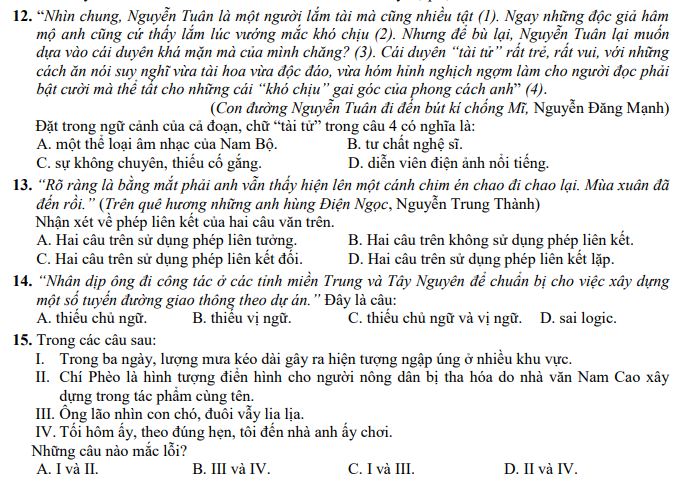 12. “Nhìn chung, Nguyễn Tuân là một người lắm tài mà cũng nhiều tật (1). Ngay những độc giả hâm
mộ anh cũng cứ thấy lắm lúc vướng mắc khó chịu (2). Nhưng để bù lại, Nguyễn Tuân lại muốn
dựa vào cái duyên khá mặn mà của mình chăng? (3). Cái duyên “tài tử” rất trẻ, rất vui, với những
cách ăn nói suy nghĩ vừa tài hoa vừa độc đáo, vừa hóm hỉnh nghịch ngợm làm cho người đọc phải
bật cười mà thể tất cho những cái “khó chịu” gai góc của phong cách anh” (4).
(Con đường Nguyễn Tuân đi đến bút kí chống Mĩ, Nguyễn Đăng Mạnh)
Đặt trong ngữ cảnh của cả đoạn, chữ “tài tử” trong câu 4 có nghĩa là:
A. một thể loại âm nhạc của Nam Bộ. B. tư chất nghệ sĩ.
C. sự không chuyên, thiếu cố gắng. D. diễn viên điện ảnh nổi tiếng.
13. “Rõ ràng là bằng mắt phải anh vẫn thấy hiện lên một cánh chim én chao đi chao lại. Mùa xuân đã
đến rồi.” (Trên quê hương những anh hùng Điện Ngọc, Nguyễn Trung Thành)
Nhận xét về phép liên kết của hai câu văn trên.
A. Hai câu trên sử dụng phép liên tưởng. B. Hai câu trên không sử dụng phép liên kết.
C. Hai câu trên sử dụng phép liên kết đối. D. Hai câu trên sử dụng phép liên kết lặp.
14. “Nhân dịp ông đi công tác ở các tỉnh miền Trung và Tây Nguyên để chuẩn bị cho việc xây dựng
một số tuyến đường giao thông theo dự án.” Đây là câu:
A. thiếu chủ ngữ. B. thiếu vị ngữ. C. thiếu chủ ngữ và vị ngữ. D. sai logic.
15. Trong các câu sau:
I. Trong ba ngày, lượng mưa kéo dài gây ra hiện tượng ngập úng ở nhiều khu vực.
II. Chí Phèo là hình tượng điển hình cho người nông dân bị tha hóa do nhà văn Nam Cao xây
dựng trong tác phẩm cùng tên.
III. Ông lão nhìn con chó, đuôi vẫy lia lịa.
IV. Tối hôm ấy, theo đúng hẹn, tôi đến nhà anh ấy chơi.
Những câu nào mắc lỗi?
A. I và II. B. III và IV. C. I và III. D. II và IV.